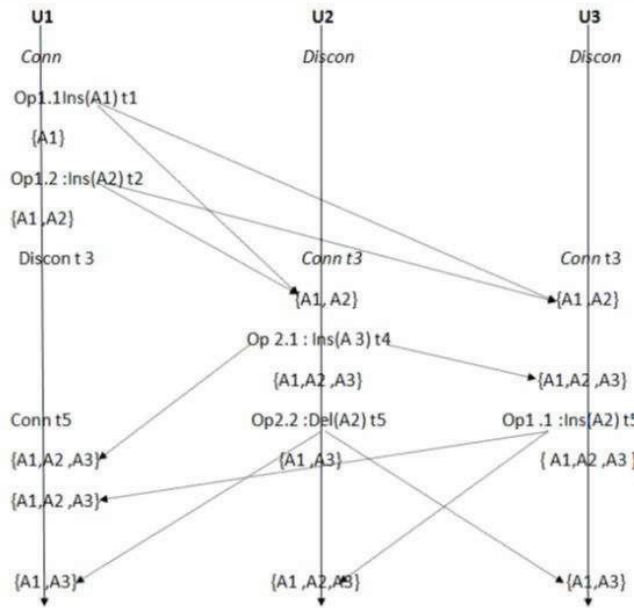 U1 U2 U3
Conn Discon Discon
Op1.1Ins(A1) t1
{A1}
Op1.2 :Ins(A2) t2
{A1 ,A2}
Discon t 3 Conn t3 Conn t3
{A1, A2} {A1 ,A2}
Op 2.1 : Ins(A 3) t4
{A1,A2 ,A3} {A1,A2 ,A3}
Conn t5 Op2.2 :Del(A2) t5 Op1 .1 :Ins(A2) t5
{A1,A2 ,A3} {A1 ,A3} { A1,A2 ,A3 }
{A1,A2 ,A3}
{A1 ,A3} {A1 ,A2,A3} {A1,A3}